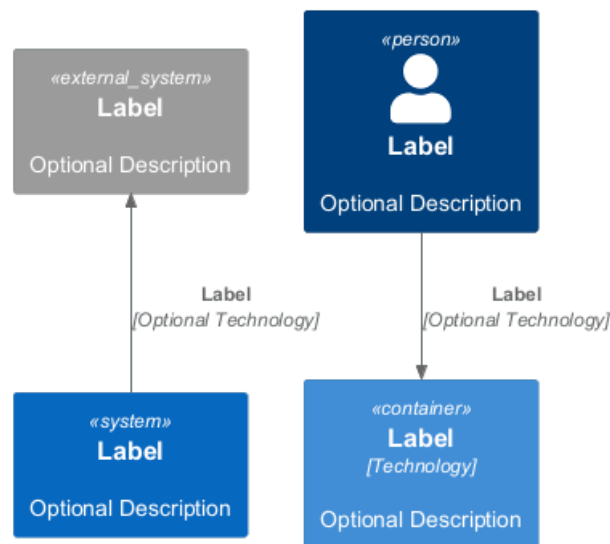 «external_system»
Label
Optional Description
«person»
Label
Optional Description
Label
[Optional Technology]
Label
[Optional Technology]
«system»
Label
Optional Description
«container»
Label
[Technology]
Optional Description